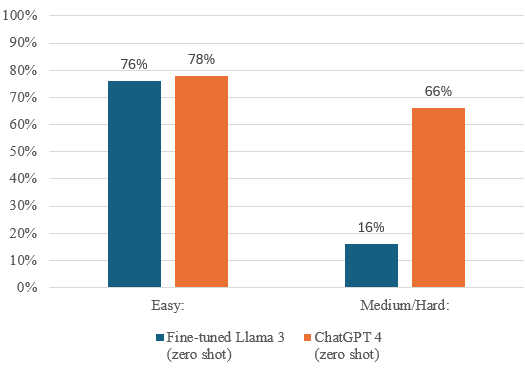 100%
90%
80%
70%
60%
50%
40%
30%
20%
10%
0%
76%
78%
16%
66%
Easy:
Medium/Hard:
Fine-tuned Llama 3
(zero shot)
ChatGPT 4
(zero shot)